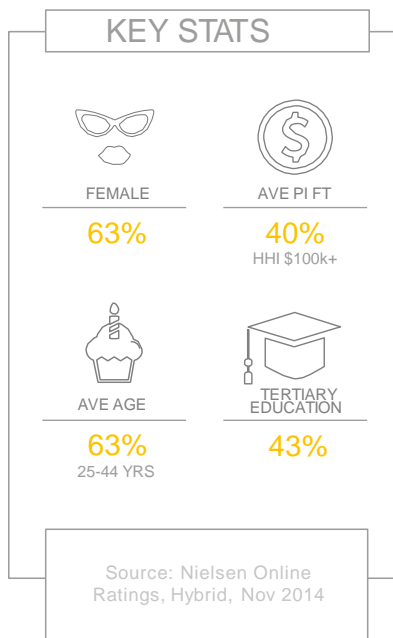 KEY STATS
$
FEMALE
63%
AVE PI FT
40%
HHI $100k+
AVE AGE
63%
25-44 YRS
TERTIARY
EDUCATION
43%
Source: Nielsen Online
Ratings, Hybrid, Nov 2014